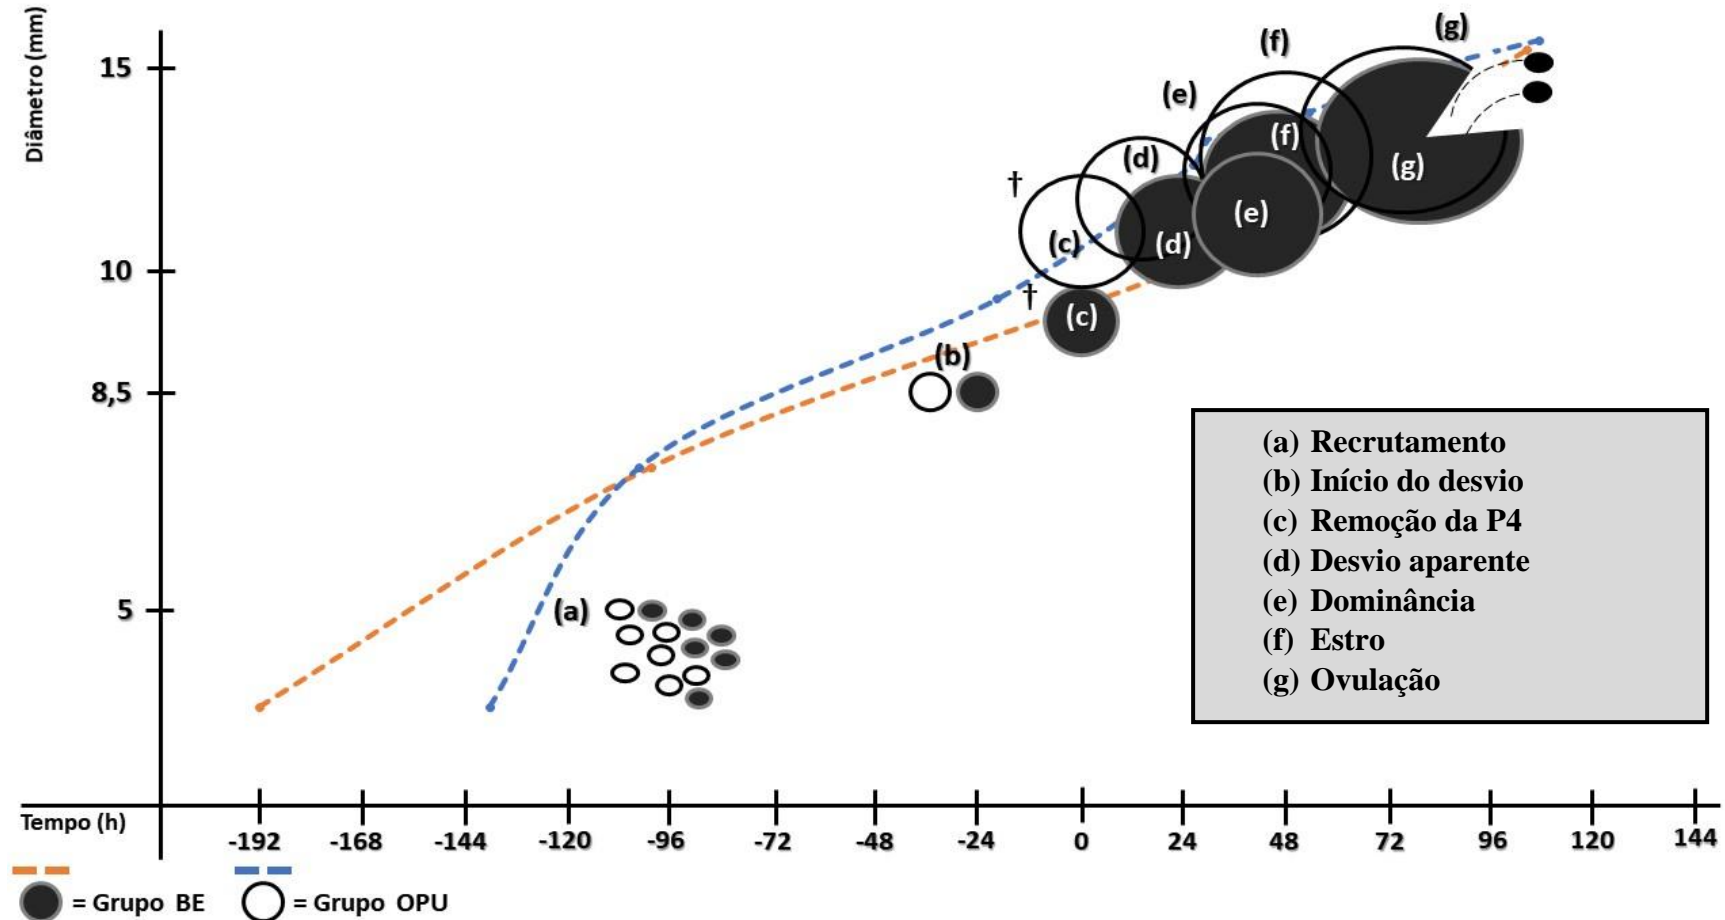 Diâmetro (mm)
15
10
8,5
5
(a)
(b)
†
(c)
†
(c)
(d)
(d)
(e)
(e)
(f)
(f)
(g)
(g)
(a) Recrutamento
(b) Início do desvio
(c) Remoção da P4
(d) Desvio aparente
(e) Dominância
(f) Estro
(g) Ovulação
Tempo (h)
-192 -168 -144 -120 -96 -72 -48 -24 0 24 48 72 96 120 144
= Grupo BE = Grupo OPU